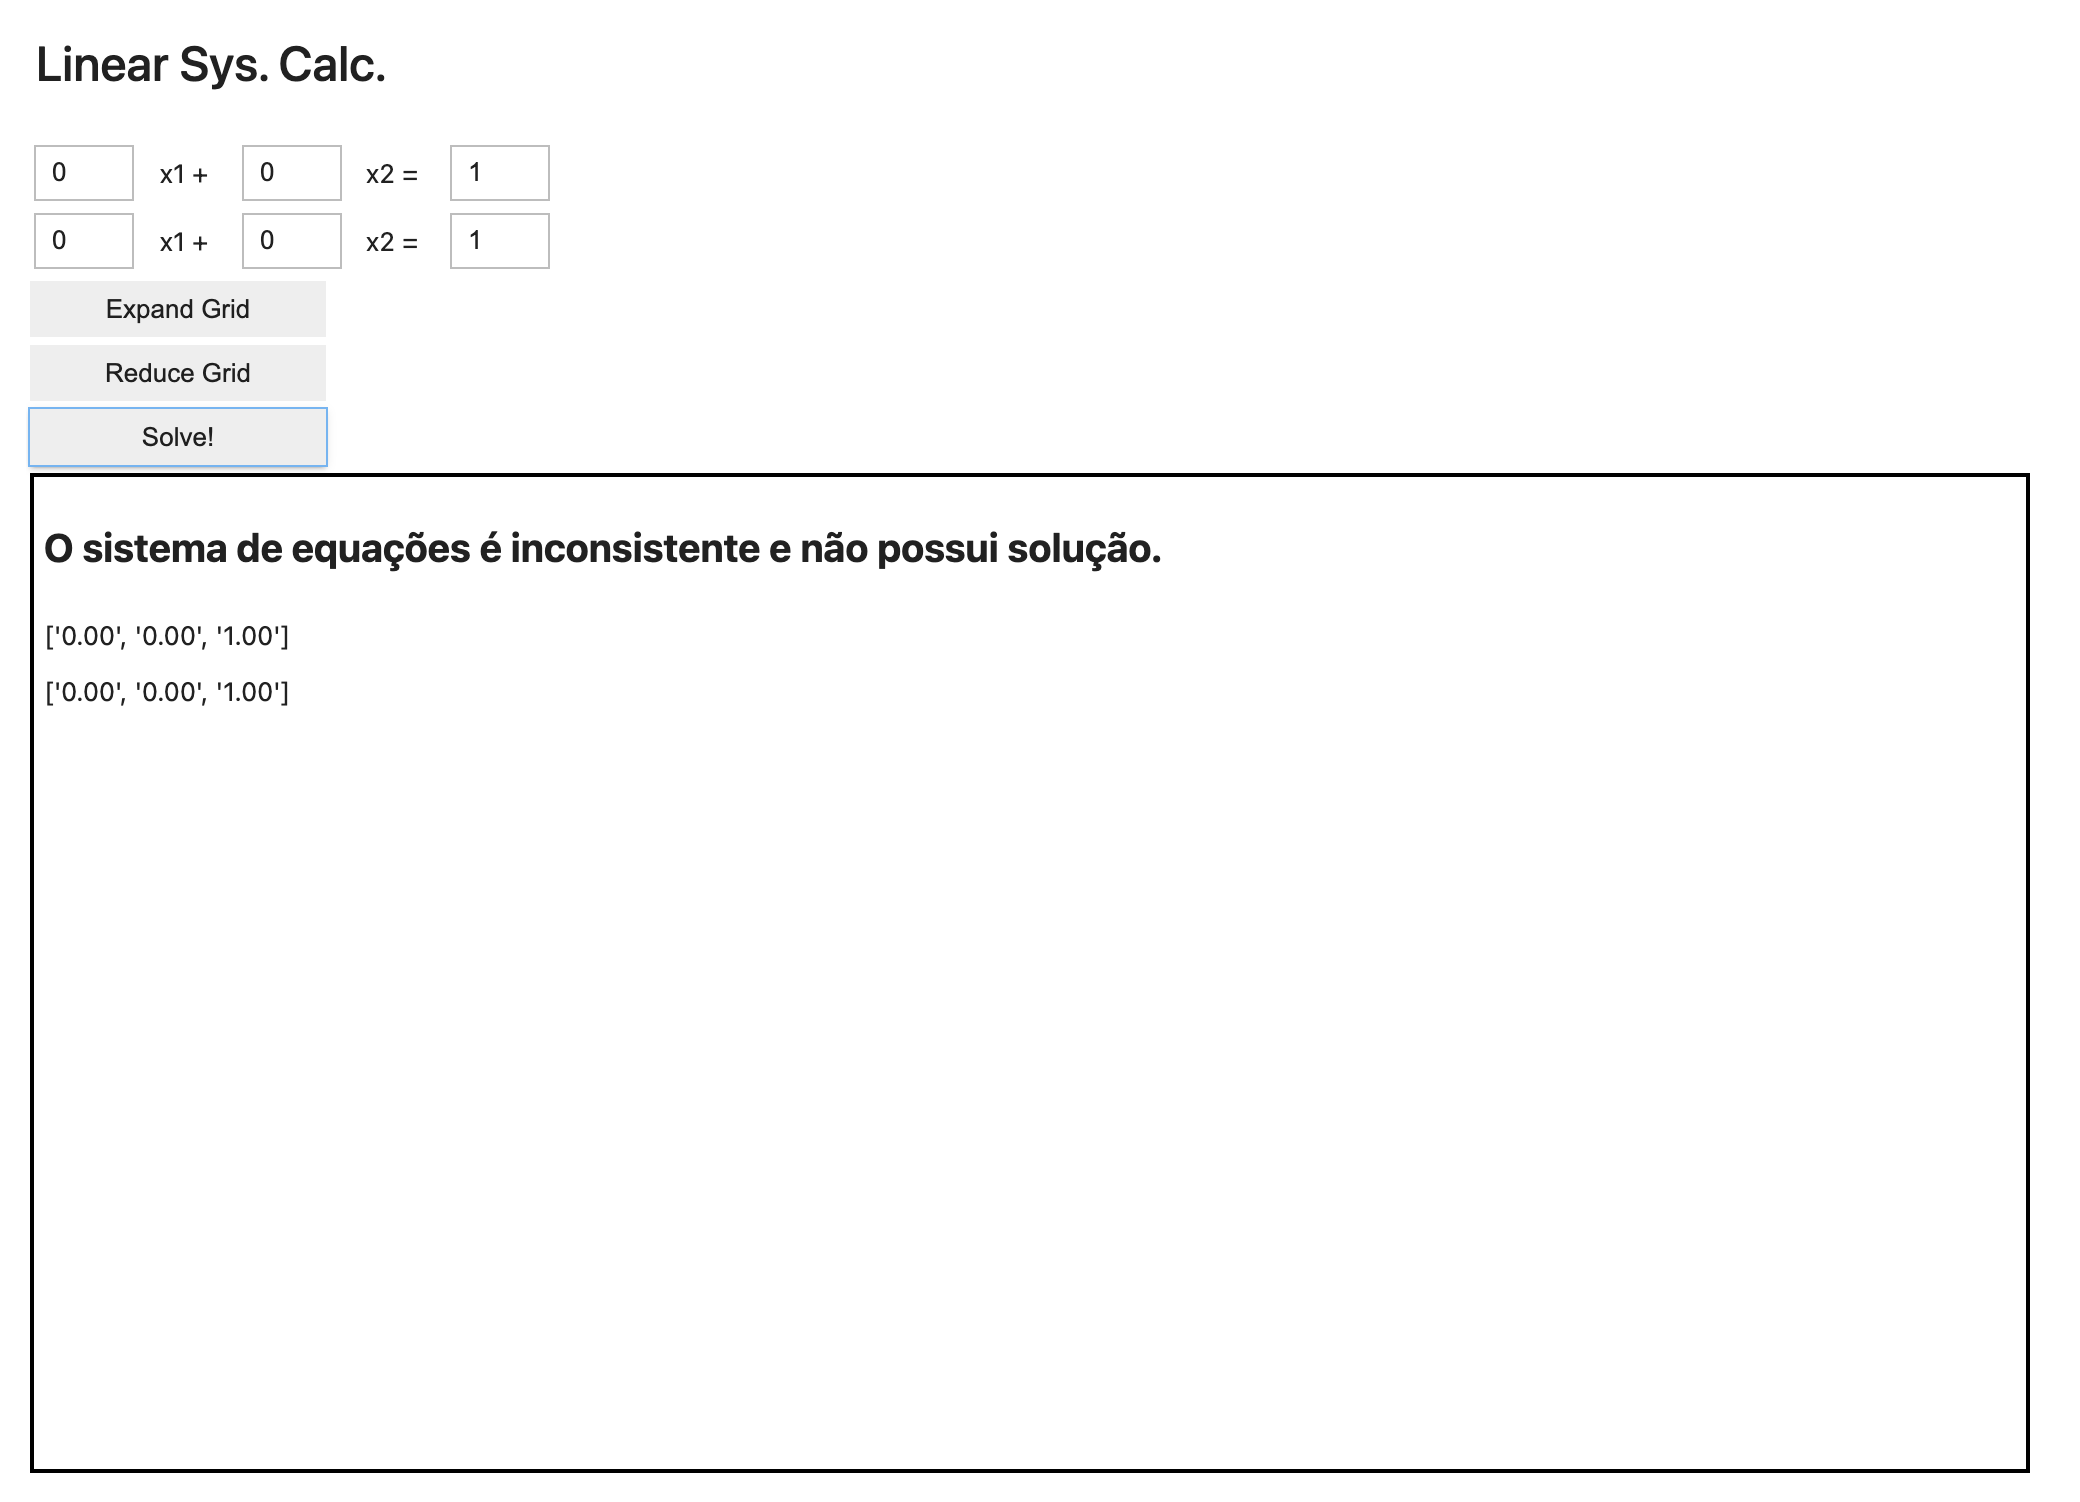 Linear Sys. Calc.
0 x1 + 0 x2 = 1
0 x1 + 0 x2 = 1
Expand Grid
Reduce Grid
Solve!
O sistema de equações é inconsistente e não possui solução.
['0.00', '0.00', '1.00']
['0.00', '0.00', '1.00']